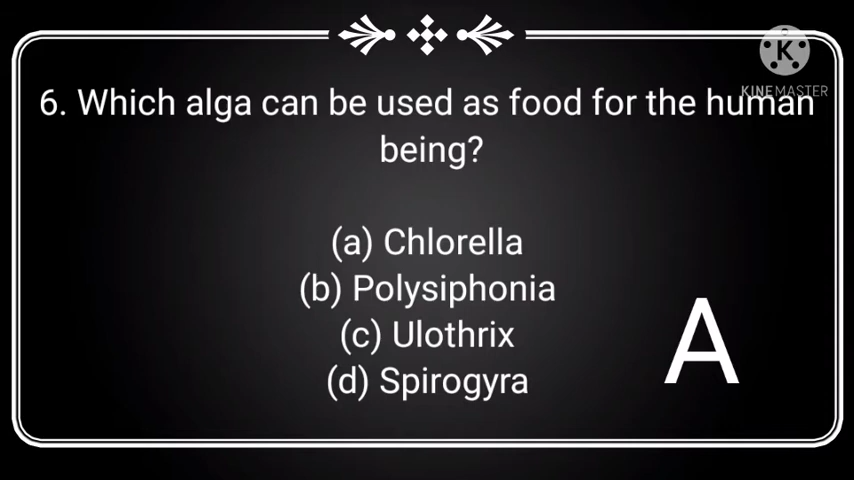 K
KINEMASTER
6. Which alga can be used as food for the human
being?
(a) Chlorella
(b) Polysiphonia
(c) Ulothrix
(d) Spirogyra
A